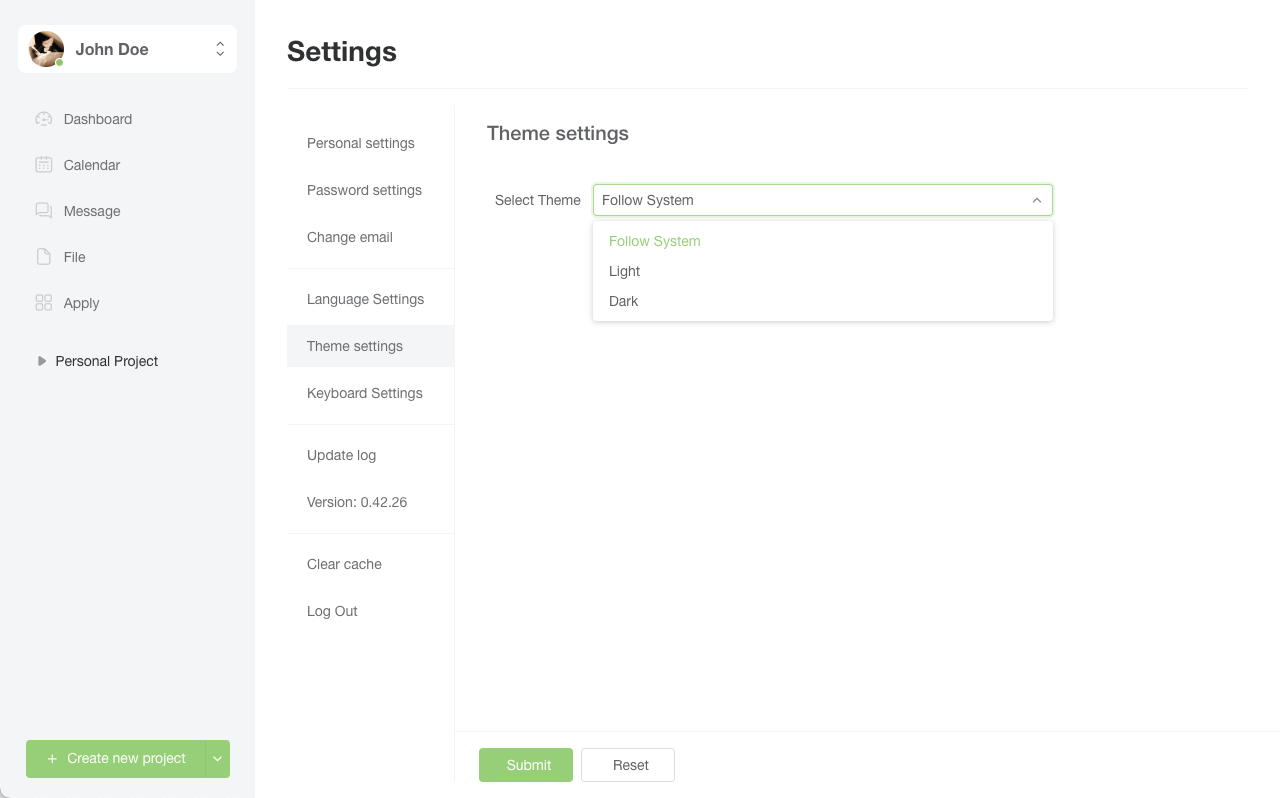 John Doe
Dashboard
Calendar
Message
File
Apply
Personal Project
Create new project
Settings
Personal settings
Password settings
Change email
Language Settings
Theme settings
Keyboard Settings
Update log
Version: 0.42.26
Clear cache
Log Out
Theme settings
Select Theme Follow System
Follow System
Light
Dark
Submit Reset